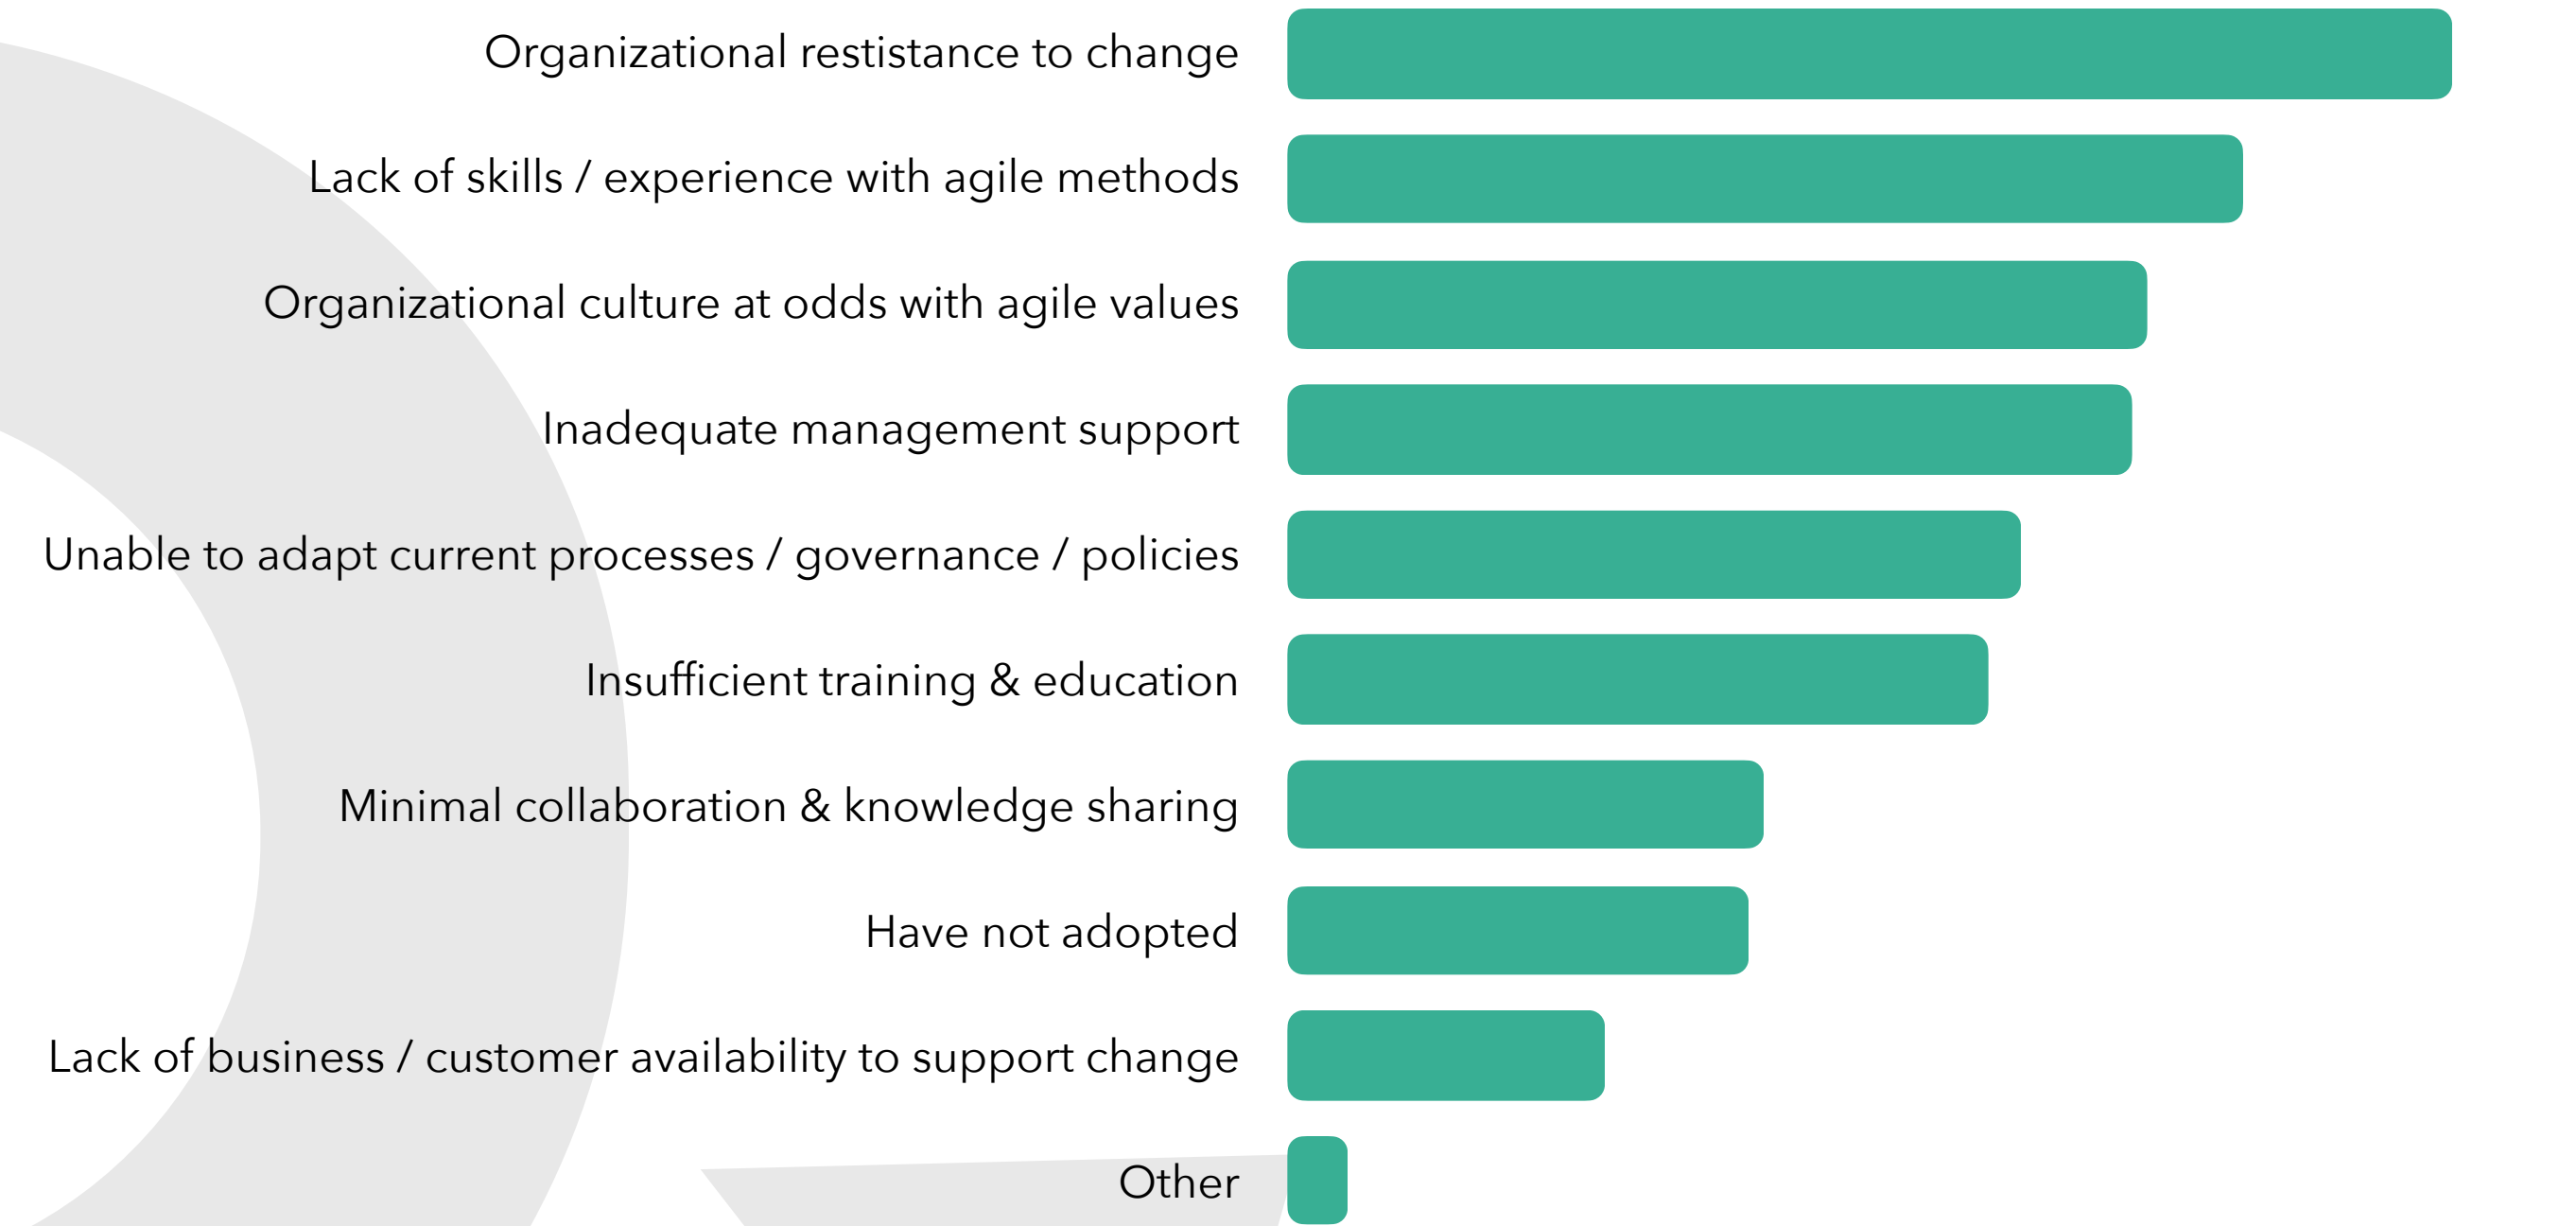 Organizational restistance to change
Lack of skills / experience with agile methods
Organizational culture at odds with agile values
Inadequate management support
Unable to adapt current processes / governance / policies
Insufficient training & education
Minimal collaboration & knowledge sharing
Have not adopted
Lack of business / customer availability to support change
Other